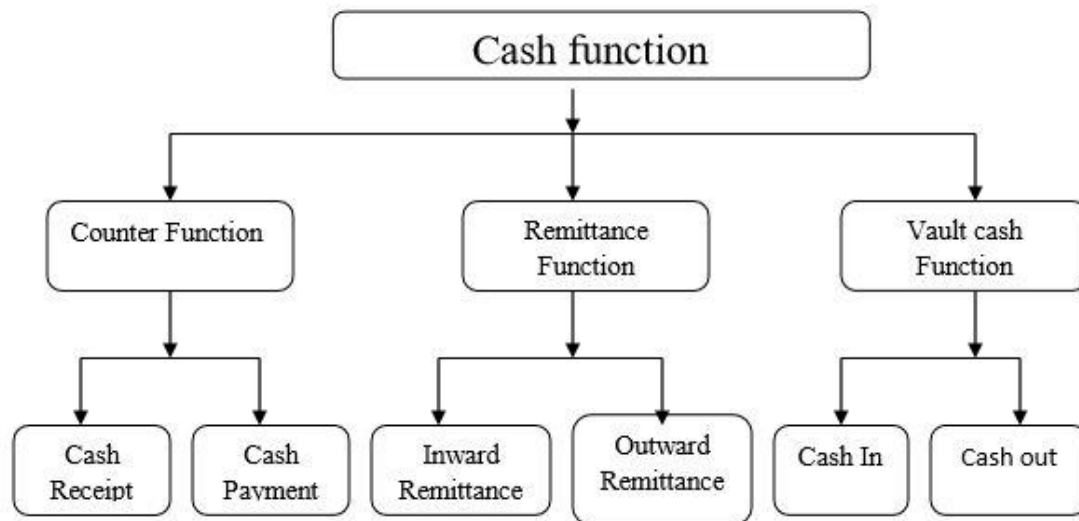 Cash function
Counter Function
Remittance
Function
Vault cash
Function
Cash
Receipt
Cash
Payment
Inward
Remittance
Outward
Remittance
Cash In
Cash out